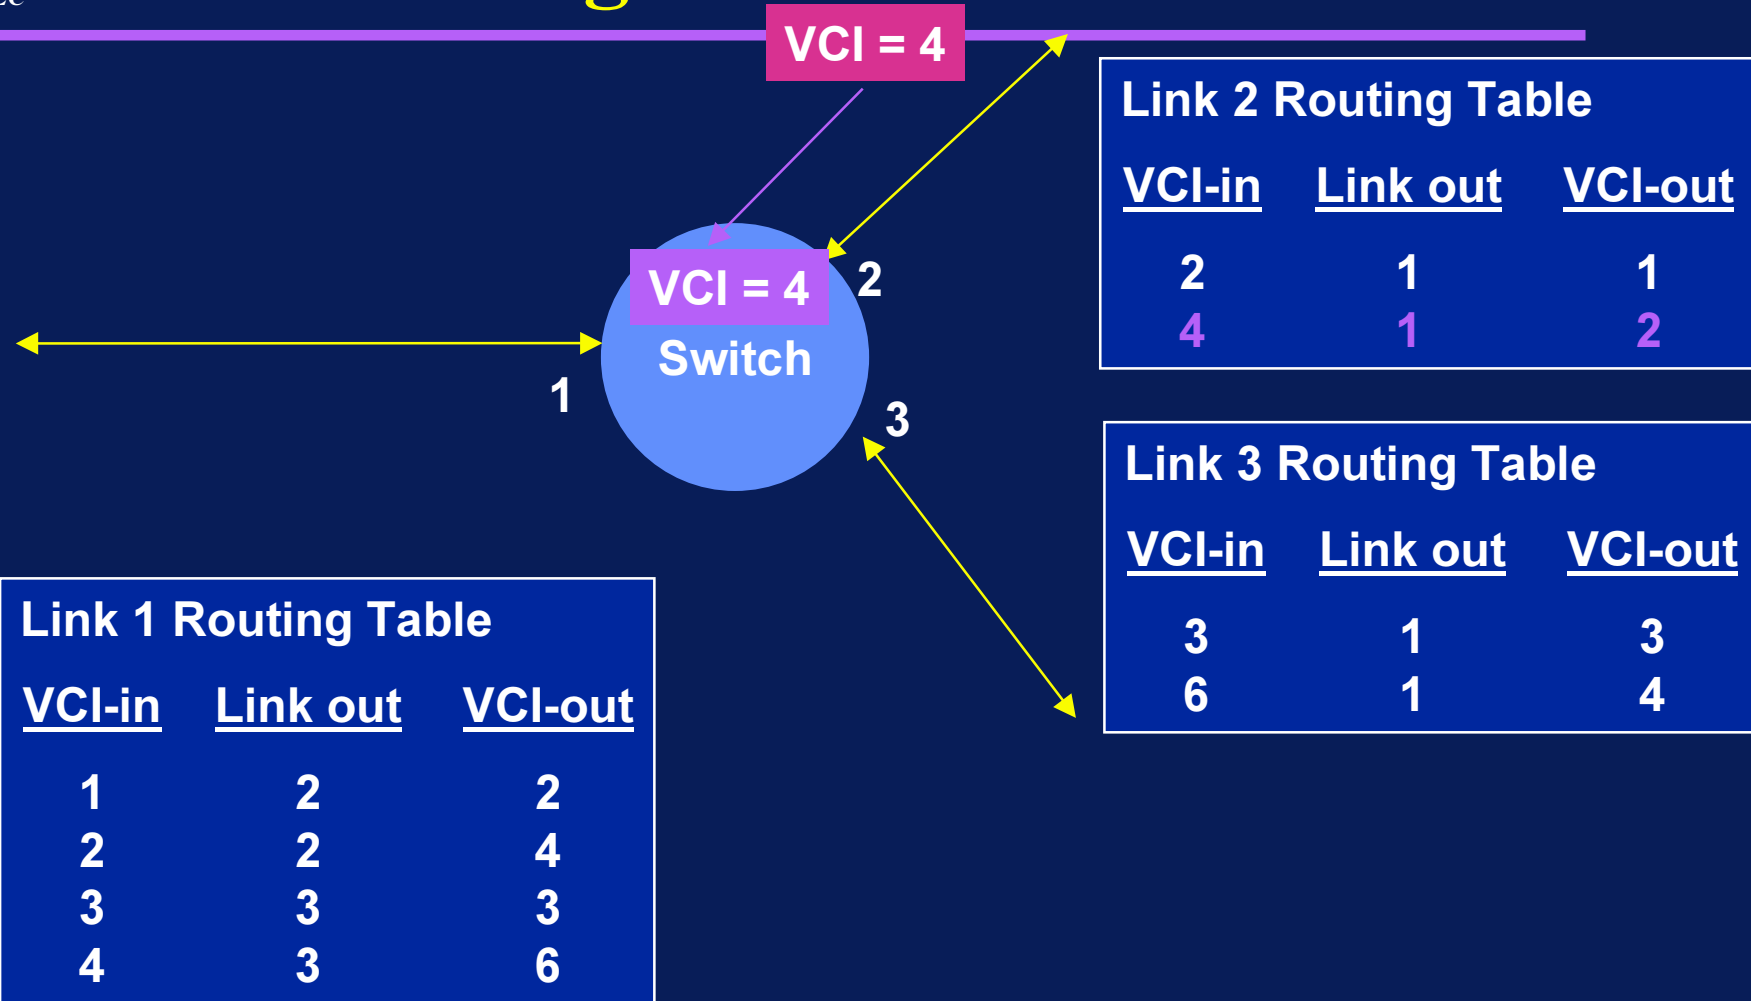 VCI = 4
VCI = 4
Switch
1
2
3
Link 2 Routing Table
VCI-in Link out VCI-out
2 1 1
4 1 2
Link 3 Routing Table
VCI-in Link out VCI-out
3 1 3
6 1 4
Link 1 Routing Table
VCI-in Link out VCI-out
1 2 2
2 2 4
3 3 3
4 3 6